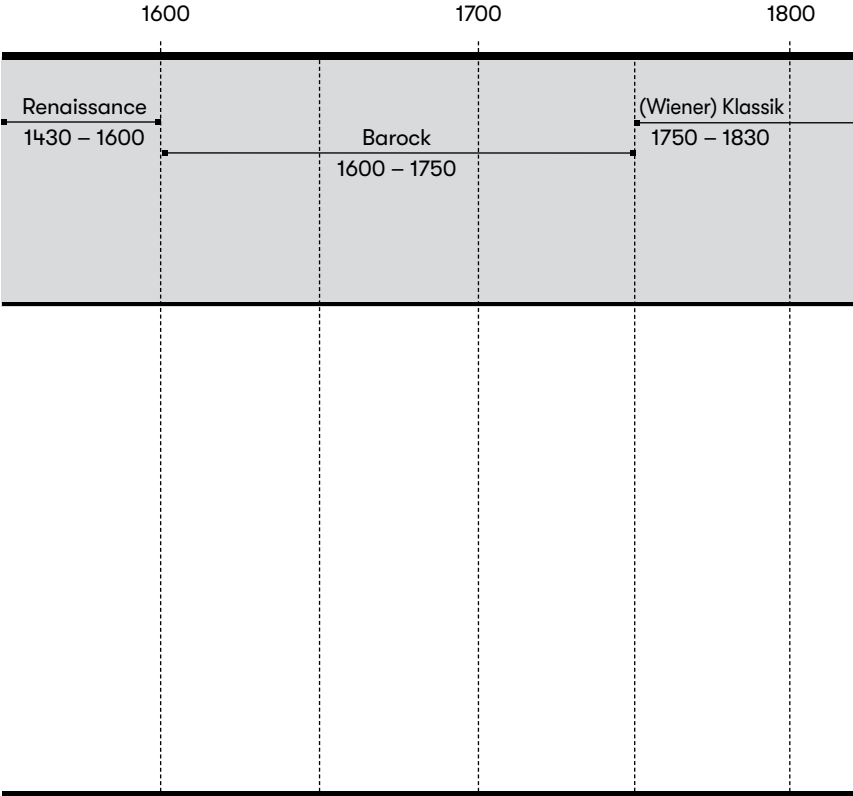 1600 1700 1800
Renaissance
1430 – 1600
Barock
1600 – 1750
(Wiener) Klassik
1750 – 1830